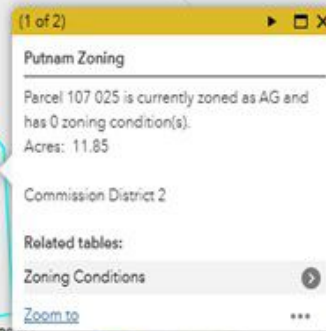 (1 of 2)
Putnam Zoning
Parcel 107 025 is currently zoned as AG and
has 0 zoning condition(s).
Acres: 11.85
Commission District 2
Related tables:
Zoning Conditions
Zoom to